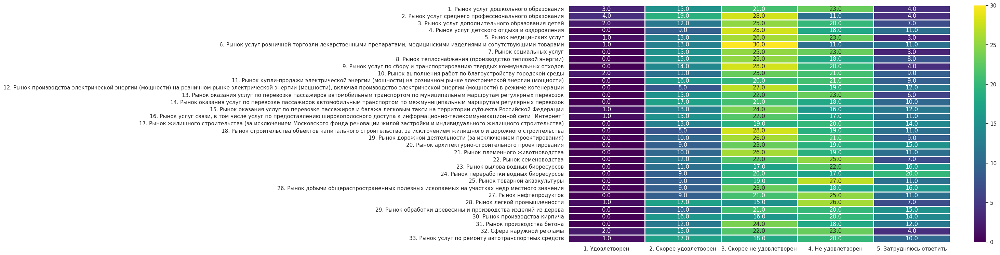 1. Рынок услуг дошкольного образования 3.0 15.0 21.0 23.0 4.0
2. Рынок услуг среднего профессионального образования 4.0 19.0 28.0 11.0 4.0
3. Рынок услуг дополнительного образования детей 2.0 12.0 25.0 20.0 7.0
4. Рынок услуг детского отдыха и оздоровления 0.0 9.0 28.0 18.0 11.0
5. Рынок медицинских услуг 1.0 13.0 26.0 23.0 3.0
6. Рынок услуг розничной торговли лекарственными препаратами, медицинскими изделиями и сопутствующими товарами 1.0 13.0 30.0 11.0 11.0
7. Рынок социальных услуг 0.0 15.0 25.0 23.0 3.0
8. Рынок теплоснабжения (производство тепловой энергии) 0.0 15.0 25.0 18.0 8.0
9. Рынок услуг по сбору и транспортированию твердых коммунальных отходов 0.0 14.0 28.0 20.0 4.0
10. Рынок выполнения работ по благоустройству городской среды 2.0 11.0 23.0 21.0 9.0
11. Рынок купли-продажи электрической энергии (мощности) на розничном рынке электрической энергии (мощности) 0.0 16.0 20.0 21.0 9.0
12. Рынок производства электрической энергии (мощности) на розничном рынке электрической энергии (мощности), включая производство электрической энергии (мощности) в режиме когенерации 0.0 8.0 27.0 19.0 12.0
13. Рынок оказания услуг по перевозке пассажиров автомобильным транспортом по муниципальным маршрутам регулярных перевозок 0.0 15.0 22.0 23.0 6.0
14. Рынок оказания услуг по перевозке пассажиров автомобильным транспортом по межмуниципальным маршрутам регулярных перевозок 0.0 17.0 21.0 18.0 10.0
15. Рынок оказания услуг по перевозке пассажиров и багажа легковым такси на территории субъекта Российской Федерации 1.0 13.0 24.0 16.0 12.0
16. Рынок услуг связи, в том числе услуг по предоставлению широкополосного доступа к информационно-телекоммуникационной сети "Интернет" 1.0 15.0 22.0 17.0 11.0
17. Рынок жилищного строительства (за исключением Московского фонда реновации жилой застройки и индивидуального жилищного строительства) 0.0 13.0 19.0 20.0 14.0
18. Рынок строительства объектов капитального строительства, за исключением жилищного и дорожного строительства 0.0 8.0 28.0 19.0 11.0
19. Рынок дорожной деятельности (за исключением проектирования) 0.0 10.0 26.0 21.0 9.0
20. Рынок архитектурно-строительного проектирования 0.0 9.0 23.0 19.0 15.0
21. Рынок племенного животноводства 0.0 10.0 26.0 19.0 11.0
22. Рынок семеноводства 0.0 12.0 22.0 25.0 7.0
23. Рынок вылова водных биоресурсов 0.0 11.0 17.0 22.0 16.0
24. Рынок переработки водных биоресурсов 0.0 9.0 20.0 17.0 20.0
25. Рынок товарной аквакультуры 0.0 9.0 19.0 27.0 11.0
26. Рынок добычи общераспространенных полезных ископаемых на участках недр местного значения 0.0 9.0 23.0 18.0 16.0
27. Рынок нефтепродуктов 0.0 9.0 21.0 25.0 11.0
28. Рынок легкой промышленности 1.0 17.0 15.0 26.0 7.0
29. Рынок обработки древесины и производства изделий из дерева 0.0 10.0 21.0 20.0 15.0
30. Рынок производства кирпича 0.0 16.0 16.0 20.0 14.0
31. Рынок производства бетона 0.0 12.0 24.0 18.0 12.0
32. Сфера наружной рекламы 2.0 15.0 22.0 23.0 4.0
33. Рынок услуг по ремонту автотранспортных средств 1.0 17.0 18.0 20.0 10.0
1. Удовлетворен 2. Скорее удовлетворен 3. Скорее не удовлетворен 4. Не удовлетворен 5. Затрудняюсь ответить
30
25
20
15
10
5
0